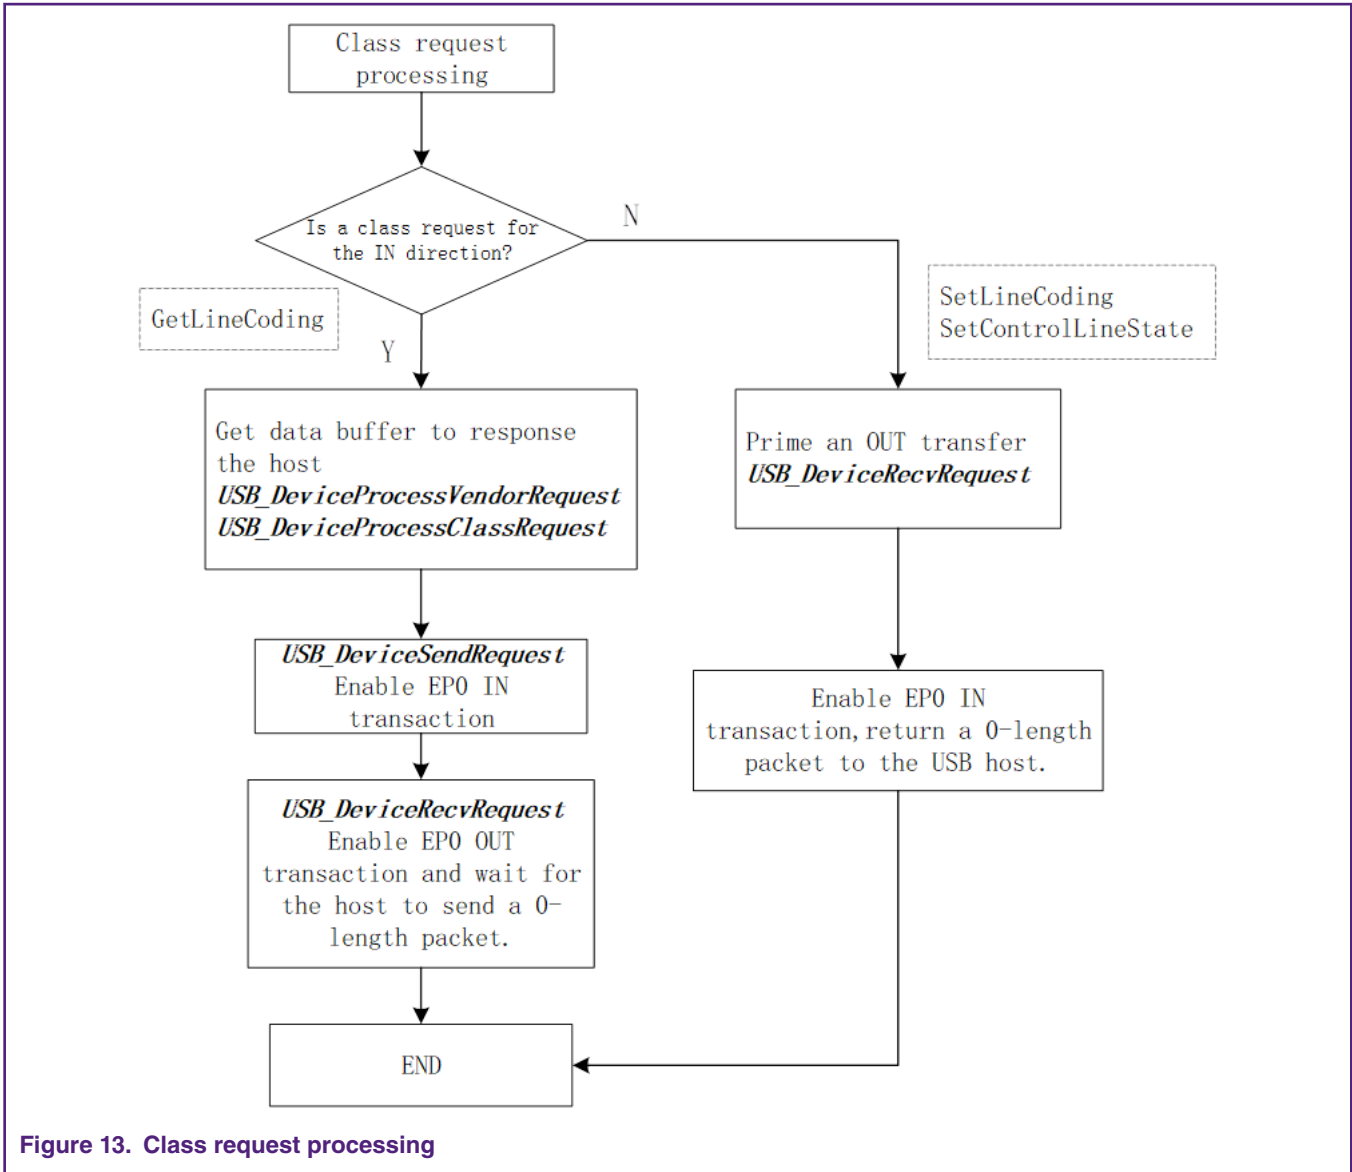 Class request
processing
Is a class request for
the IN direction?
N
GetLineCoding
Y
SetLineCoding
SetControlLineState
Get data buffer to response
the host
USB_DeviceProcessVendorRequest
USB_DeviceProcessClassRequest
Prime an OUT transfer
USB_DeviceRecvRequest
USB_DeviceSendRequest
Enable EP0 IN
transaction
Enable EP0 IN
transaction,return a 0-length
packet to the USB host.
USB_DeviceRecvRequest
Enable EP0 OUT
transaction and wait for
the host to send a 0-
length packet.
END
Figure 13. Class request processing